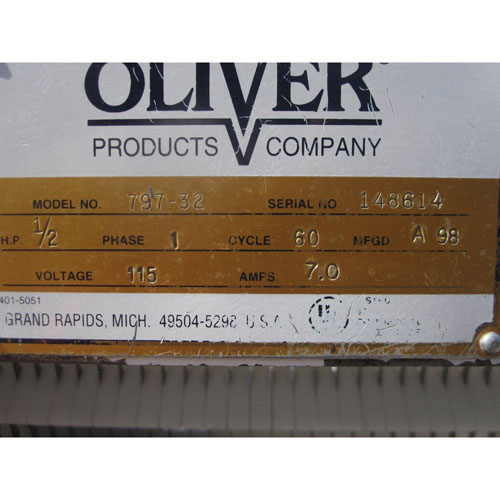 OLIVER®
PRODUCTS COMPANY
MODEL NO. 797-32 SERIAL NO 148614
H.P. 1/2 PHASE 1 CYCLE 60 MFGD. A 98
VOLTAGE 115 AMPS. 7.0
401-5051
GRAND RAPIDS, MICH. 49504-5298 U.S.A.